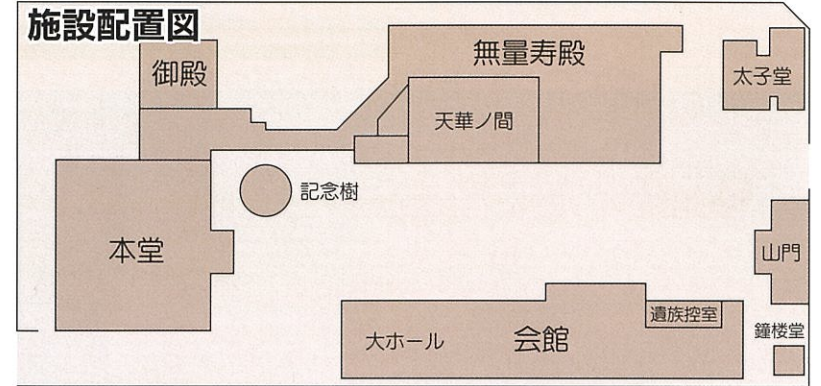 施設配置図
御殿
無量寿殿
太子堂
天華ノ間
記念樹
本堂
山門
遺族控室
大ホール
会館
鐘楼堂